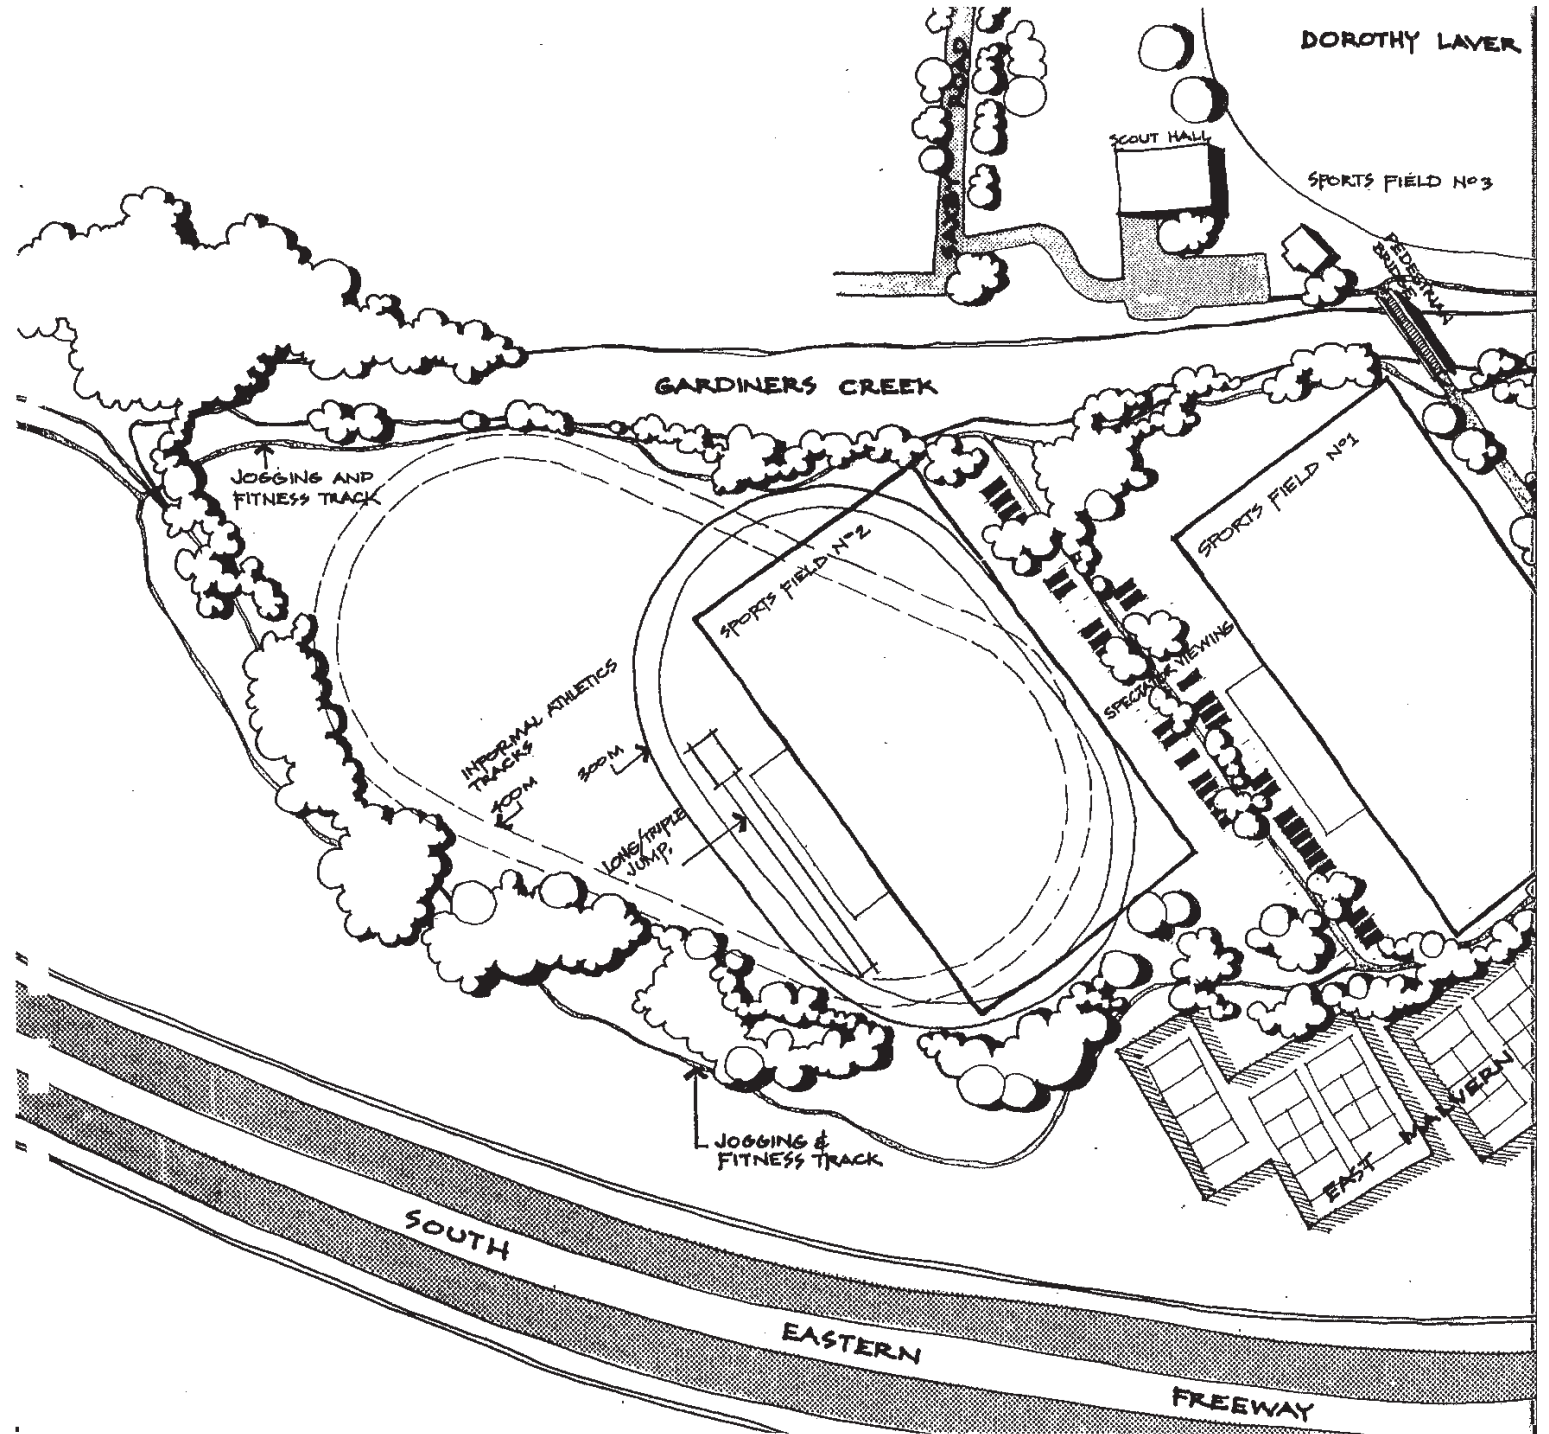 DOROTHY LAVER
ROAD
SAXBY
SCOUT HALL
SPORTS FIELD Nº3
PEDESTRIAN
BRIDGE
GARDINERS CREEK
JOGGING AND
FITNESS TRACK
SPORTS FIELD Nº1
SPORTS FIELD Nº2
SPECTATOR VIEWING
INFORMAL ATHLETICS
TRACKS
400M
300M
LONG/TRIPLE
JUMP.
JOGGING &
FITNESS TRACK
EAST MALVERN
SOUTH EASTERN FREEWAY